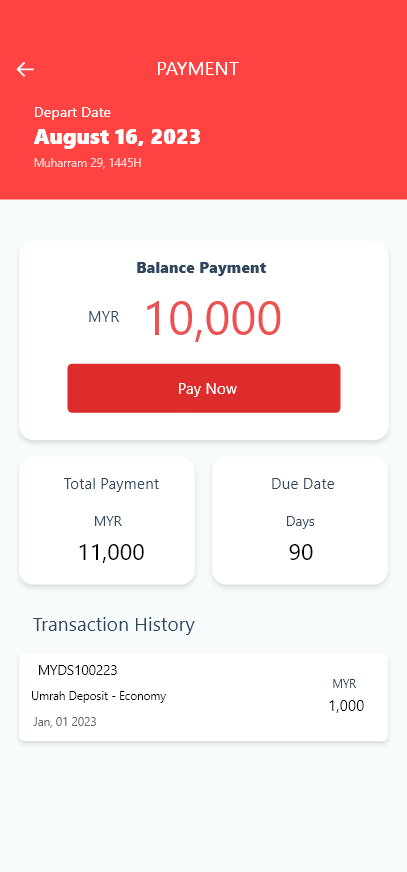 PAYMENT
Depart Date
August 16, 2023
Muharram 29, 1445H
Balance Payment
MYR 10,000
Pay Now
Total Payment
MYR
11,000
Due Date
Days
90
Transaction History
MYDS100223
Umrah Deposit - Economy
Jan, 01 2023
MYR
1,000